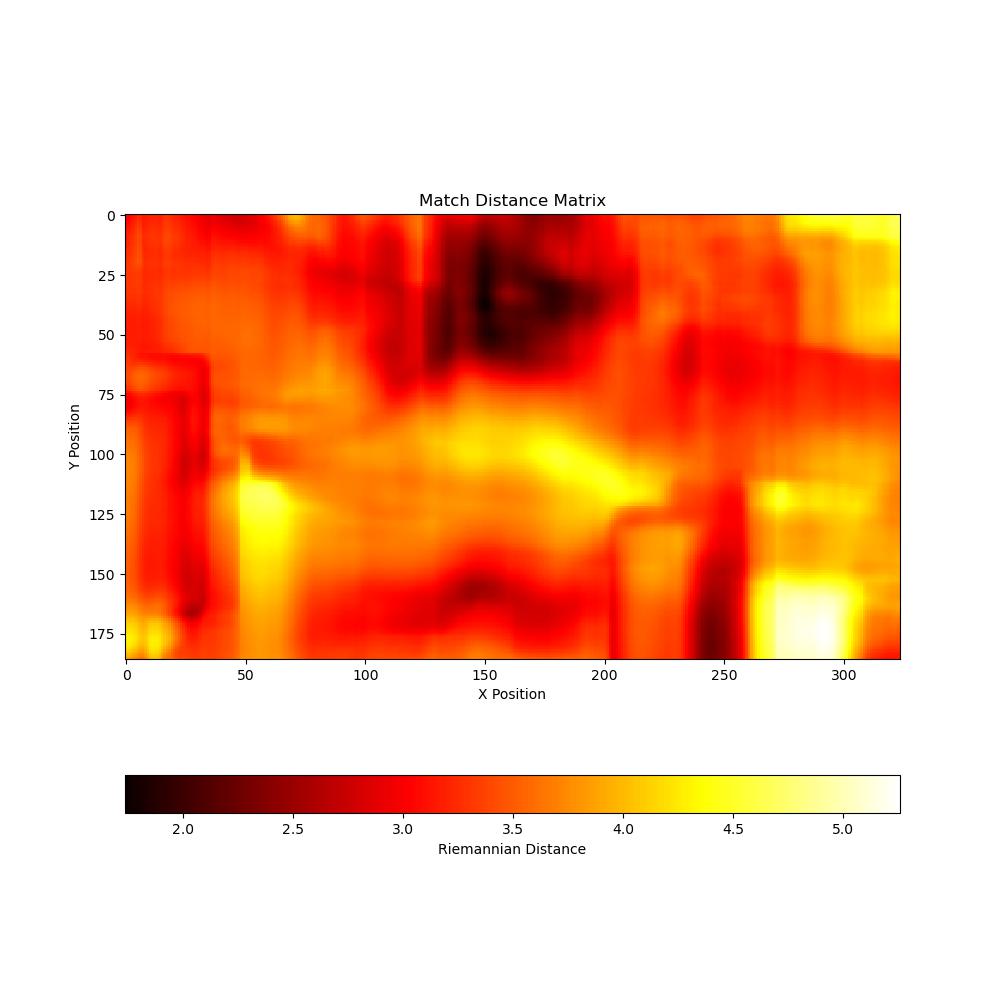 Match Distance Matrix
0
25
50
75
100
125
150
175
Y Position
0 50 100 150 200 250 300
X Position
2.0 2.5 3.0 3.5 4.0 4.5 5.0
Riemannian Distance